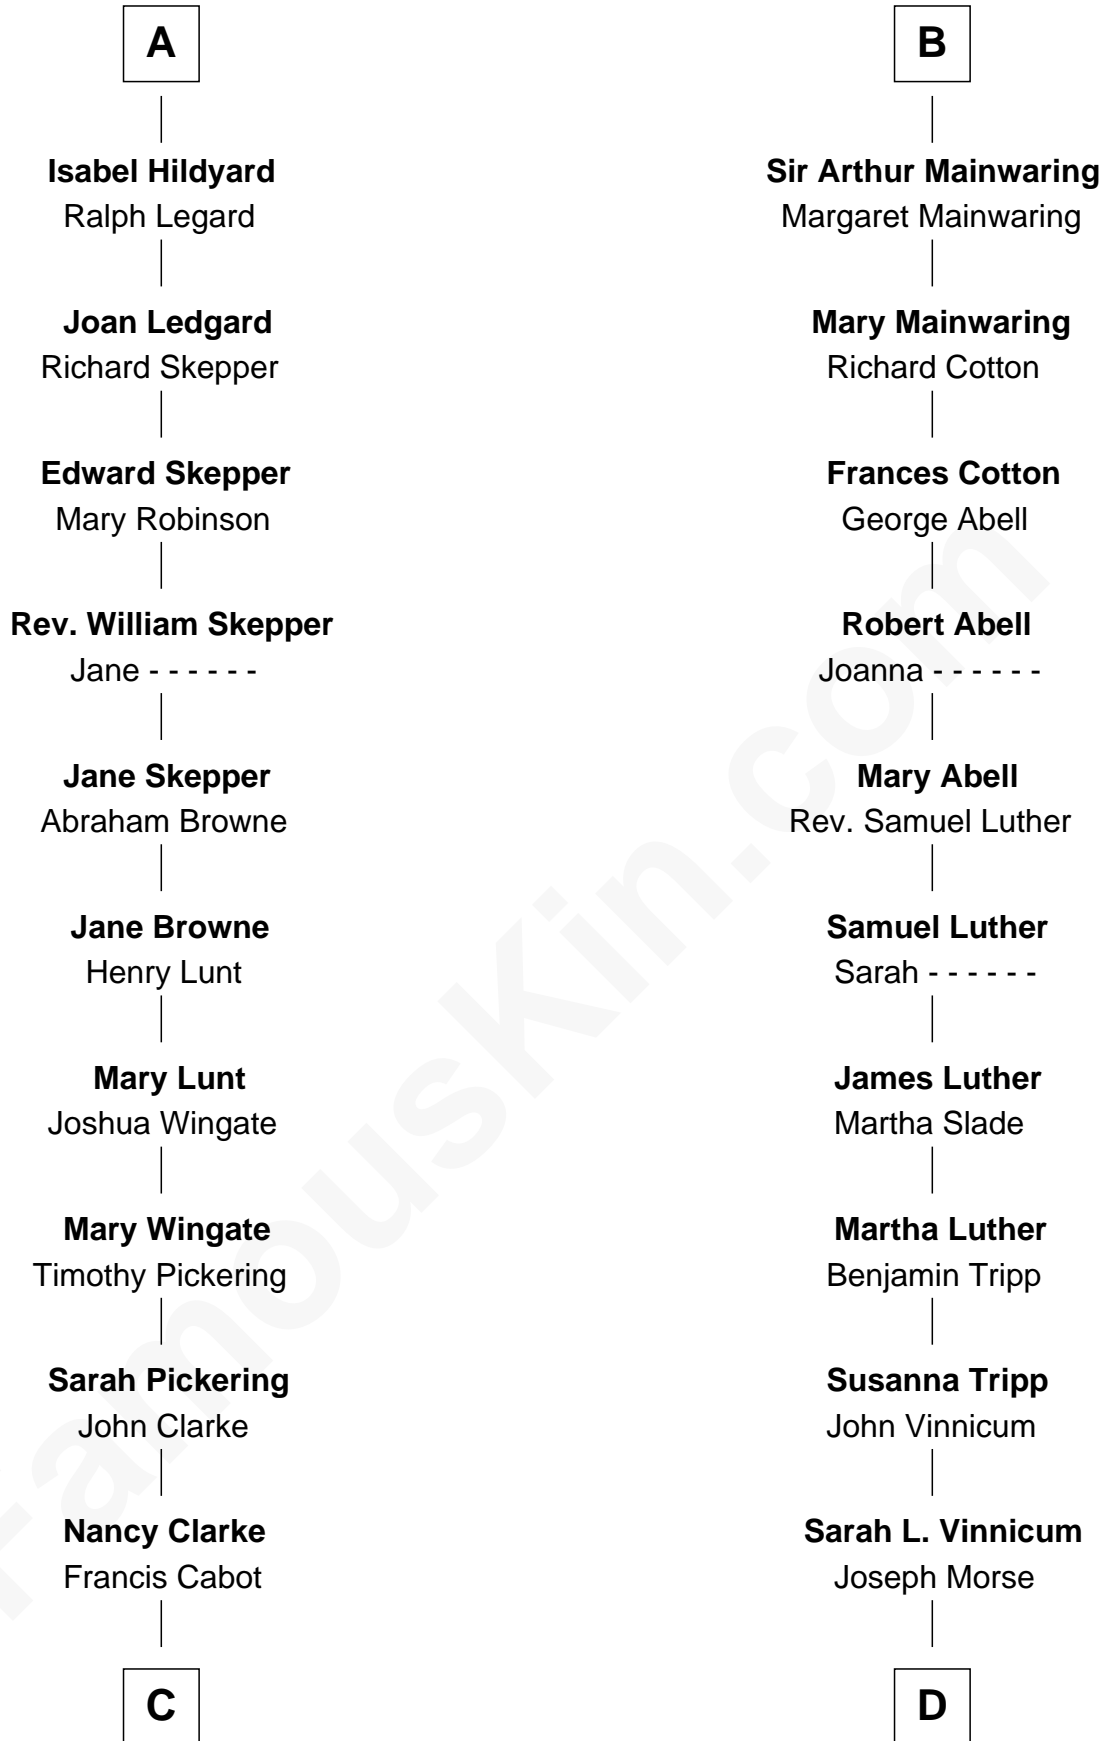 A
Isabel Hildyard
Ralph Legard
Joan Ledgard
Richard Skepper
Edward Skepper
Mary Robinson
Rev. William Skepper
Jane - - - - - -
Jane Skepper
Abraham Browne
Jane Browne
Henry Lunt
Mary Lunt
Joshua Wingate
Mary Wingate
Timothy Pickering
Sarah Pickering
John Clarke
Nancy Clarke
Francis Cabot
C
B
Sir Arthur Mainwaring
Margaret Mainwaring
Mary Mainwaring
Richard Cotton
Frances Cotton
George Abell
Robert Abell
Joanna - - - - - -
Mary Abell
Rev. Samuel Luther
Samuel Luther
Sarah - - - - - -
James Luther
Martha Slade
Martha Luther
Benjamin Tripp
Susanna Tripp
John Vinnicum
Sarah L. Vinnicum
Joseph Morse
D
FamousKin.com